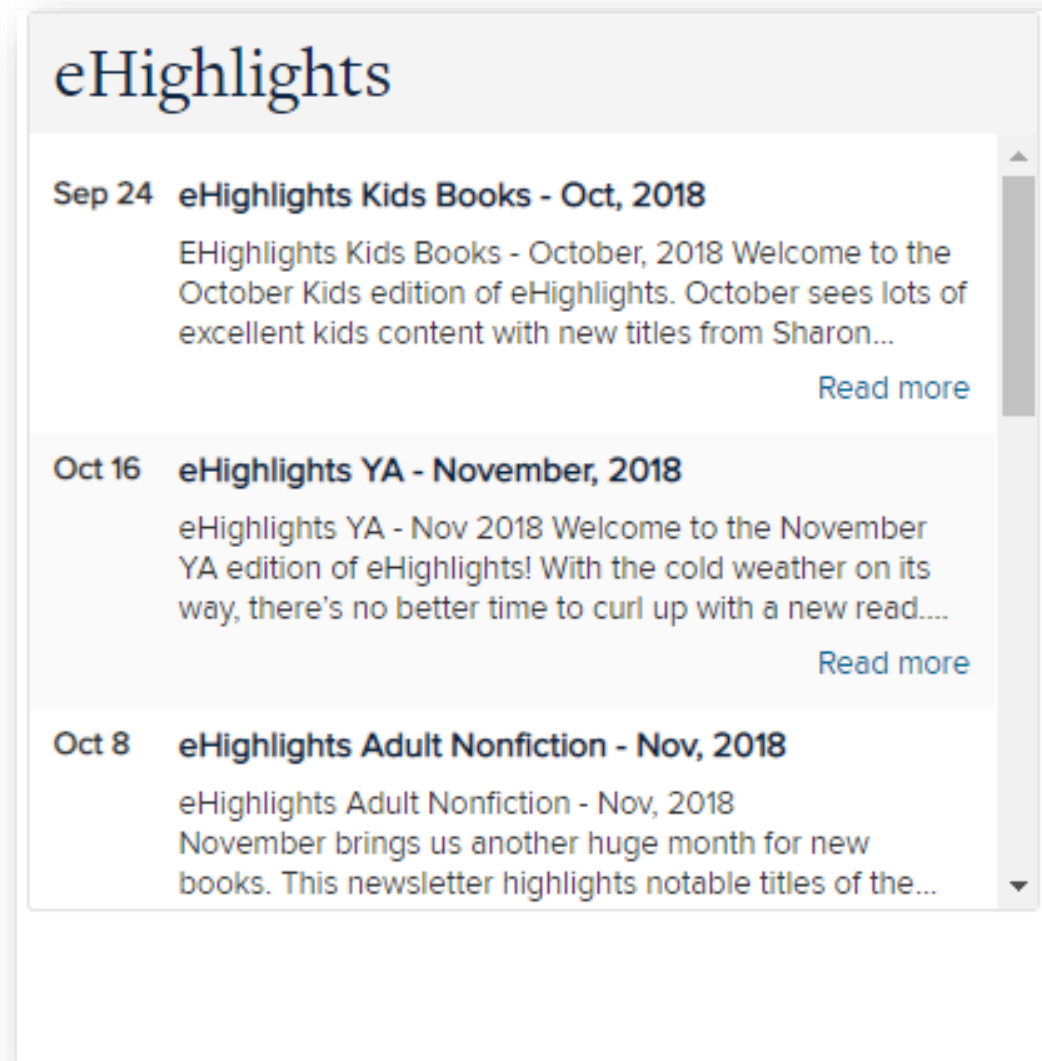 eHighlights
Sep 24 eHighlights Kids Books - Oct, 2018
EHighlights Kids Books - October, 2018 Welcome to the
October Kids edition of eHighlights. October sees lots of
excellent kids content with new titles from Sharon...
Read more
Oct 16 eHighlights YA - November, 2018
eHighlights YA - Nov 2018 Welcome to the November
YA edition of eHighlights! With the cold weather on its
way, there’s no better time to curl up with a new read....
Read more
Oct 8 eHighlights Adult Nonfiction - Nov, 2018
eHighlights Adult Nonfiction - Nov, 2018
November brings us another huge month for new
books. This newsletter highlights notable titles of the...